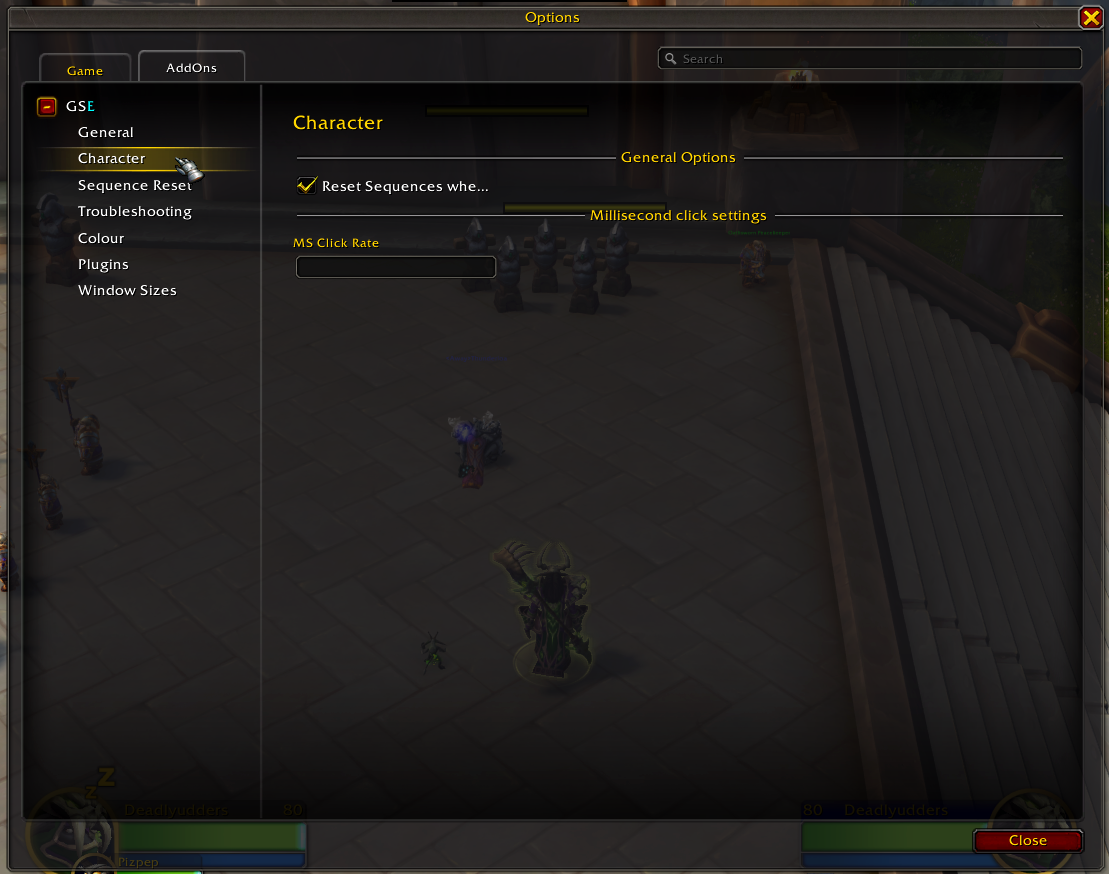 Options
Game
AddOns
Search
GSE
General
Character
Sequence Reset
Troubleshooting
Colour
Plugins
Window Sizes
Character
General Options
Reset Sequences whe...
Millisecond click settings
MS Click Rate
Z
Z
Deadlyudders 80
80 Deadlyudders
Pizpep
Close